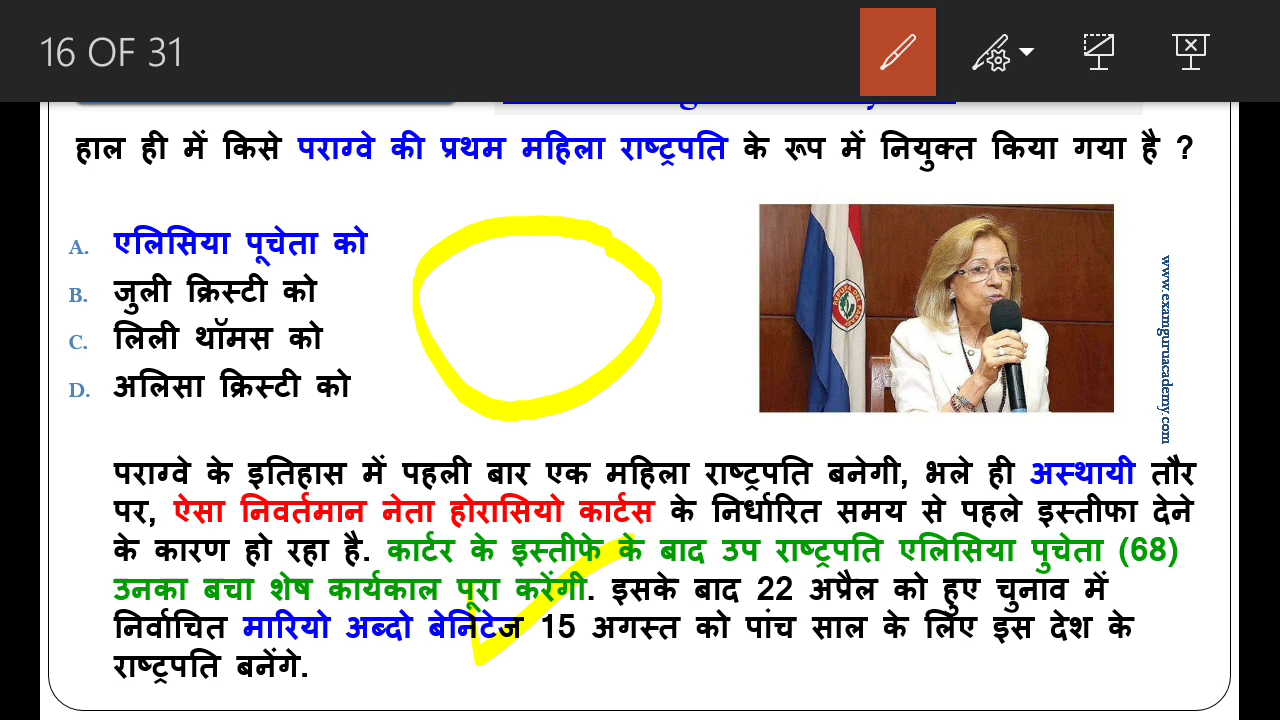 16 OF 31
हाल ही में किसे पराग्वे की प्रथम महिला राष्ट्रपति के रूप में नियुक्त किया गया है ?
A. एलिसिया पूचेता को
B. जुली क्रिस्टी को
C. लिली थॉमस को
D. अलिसा क्रिस्टी को
www.examguruacademy.com
पराग्वे के इतिहास में पहली बार एक महिला राष्ट्रपति बनेगी, भले ही अस्थायी तौर
पर, ऐसा निवर्तमान नेता होरासियो कार्टस के निर्धारित समय से पहले इस्तीफा देने
के कारण हो रहा है. कार्टर के इस्तीफे के बाद उप राष्ट्रपति एलिसिया पुचेता (68)
उनका बचा शेष कार्यकाल पूरा करेंगी. इसके बाद 22 अप्रैल को हुए चुनाव में
निर्वाचित मारियो अब्दो बेनिटेज 15 अगस्त को पांच साल के लिए इस देश के
राष्ट्रपति बनेंगे.